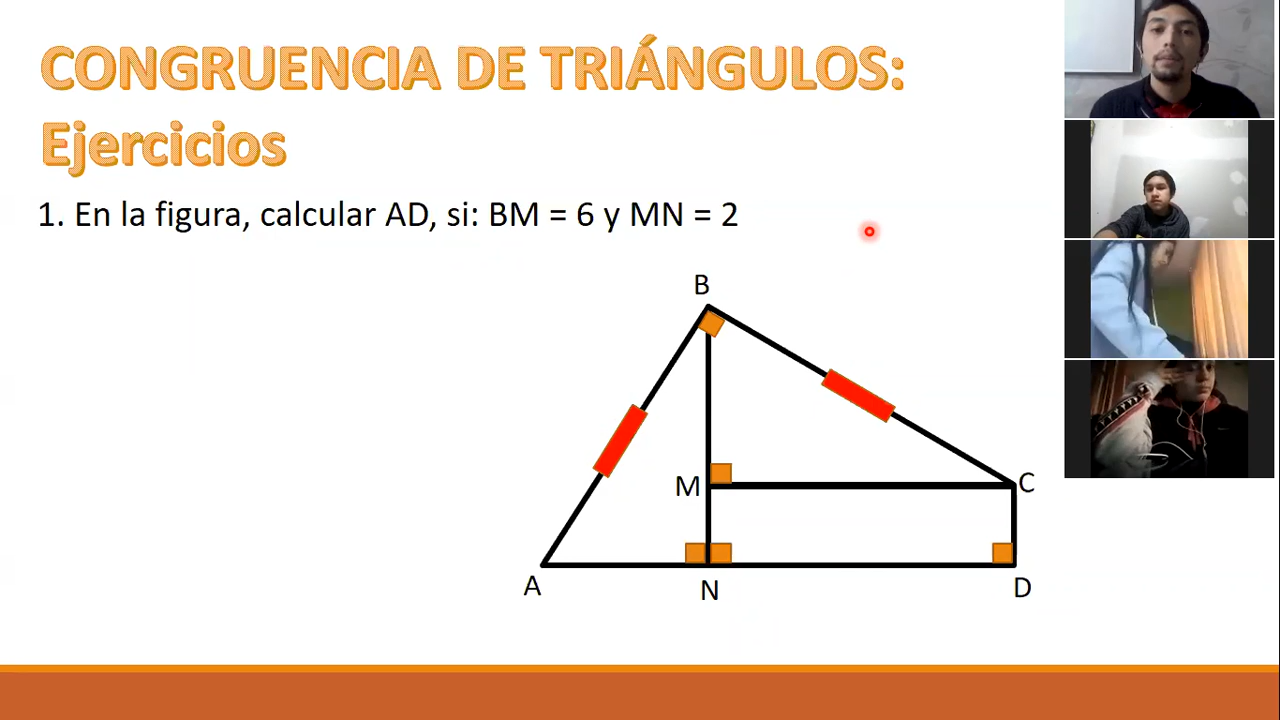 CONGRUENCIA DE TRIÁNGULOS:
Ejercicios
1. En la figura, calcular AD, si: BM = 6 y MN = 2
B
M
C
A
N
D